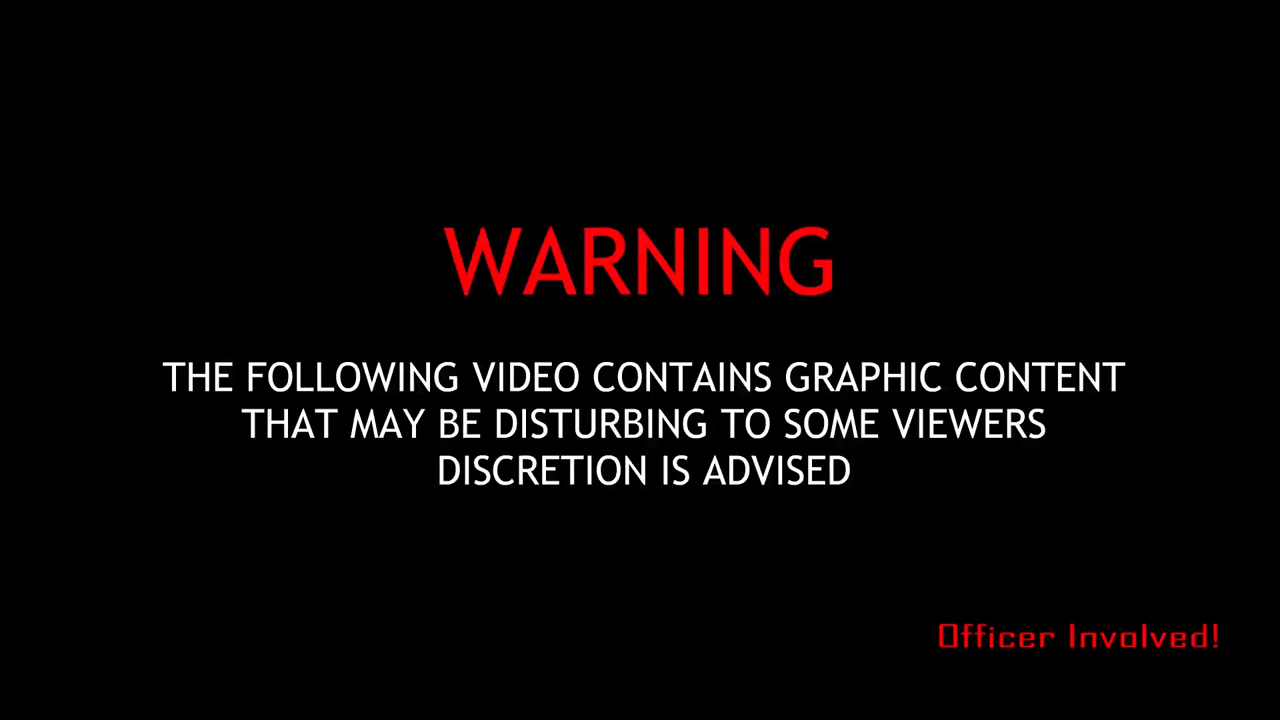 WARNING
THE FOLLOWING VIDEO CONTAINS GRAPHIC CONTENT
THAT MAY BE DISTURBING TO SOME VIEWERS
DISCRETION IS ADVISED
Officer Involved!